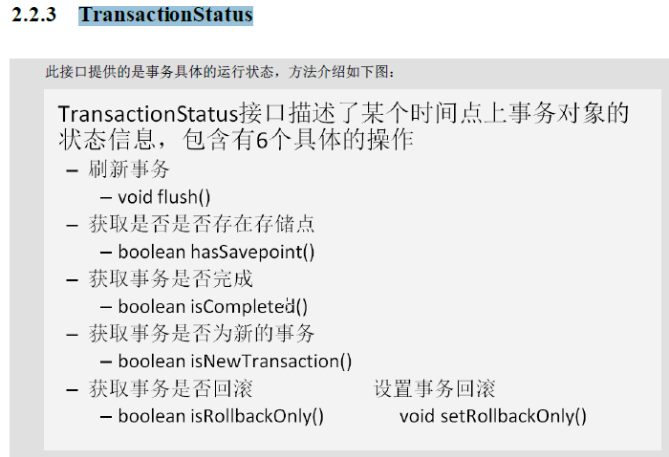 2.2.3 TransactionStatus
此接口提供的是事务具体的运行状态，方法介绍如下图：
TransactionStatus接口描述了某个时间点上事务对象的
状态信息，包含有6个具体的操作
– 刷新事务
– void flush()
– 获取是否是否存在存储点
– boolean hasSavepoint()
– 获取事务是否完成
– boolean isCompleted()
– 获取事务是否为新的事务
– boolean isNewTransaction()
– 获取事务是否回滚 设置事务回滚
– boolean isRollbackOnly() void setRollbackOnly()